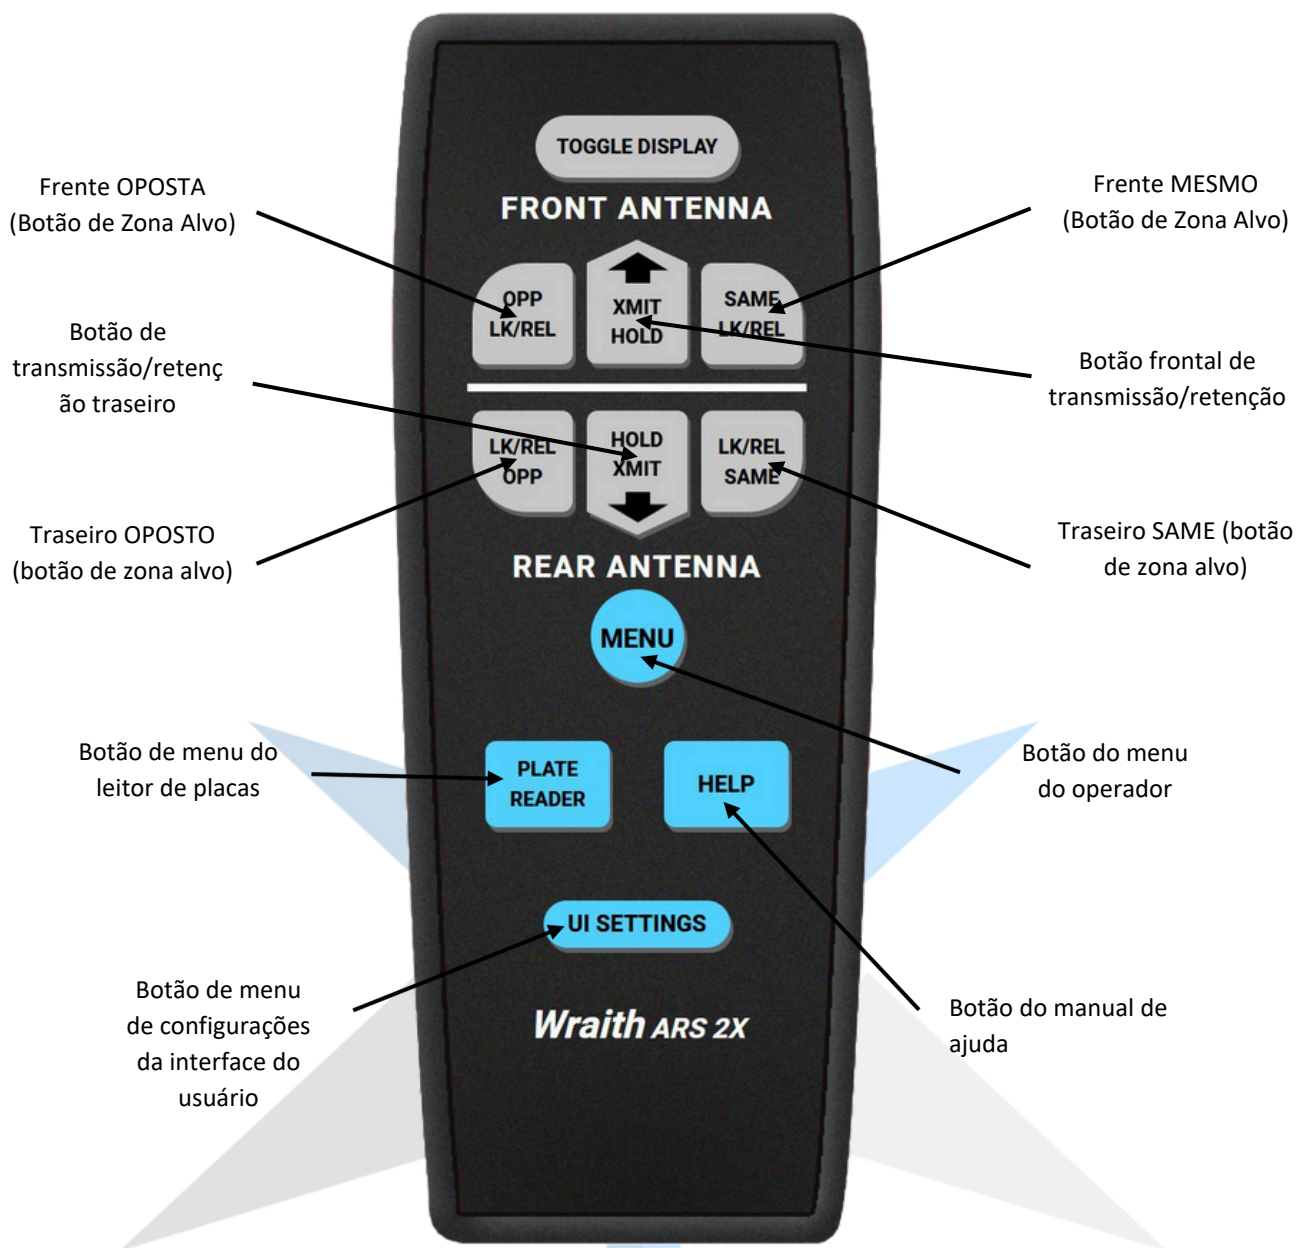 TOGGLE DISPLAY
FRONT ANTENNA
Frente OPOSTA
(Botão de Zona Alvo)
Frente MESMO
(Botão de Zona Alvo)
OPP
LK/REL
XMIT
HOLD
SAME
LK/REL
Botão de
transmissão/retenç
ão traseiro
Botão frontal de
transmissão/retenção
LK/REL
OPP
HOLD
XMIT
LK/REL
SAME
Traseiro OPOSTO
(botão de zona alvo)
Traseiro SAME (botão
de zona alvo)
REAR ANTENNA
MENU
Botão de menu do
leitor de placas
PLATE
READER
HELP
Botão do menu
do operador
UI SETTINGS
Botão de menu
de configurações
da interface do
usuário
Wraith ARS 2X
Botão do manual de
ajuda